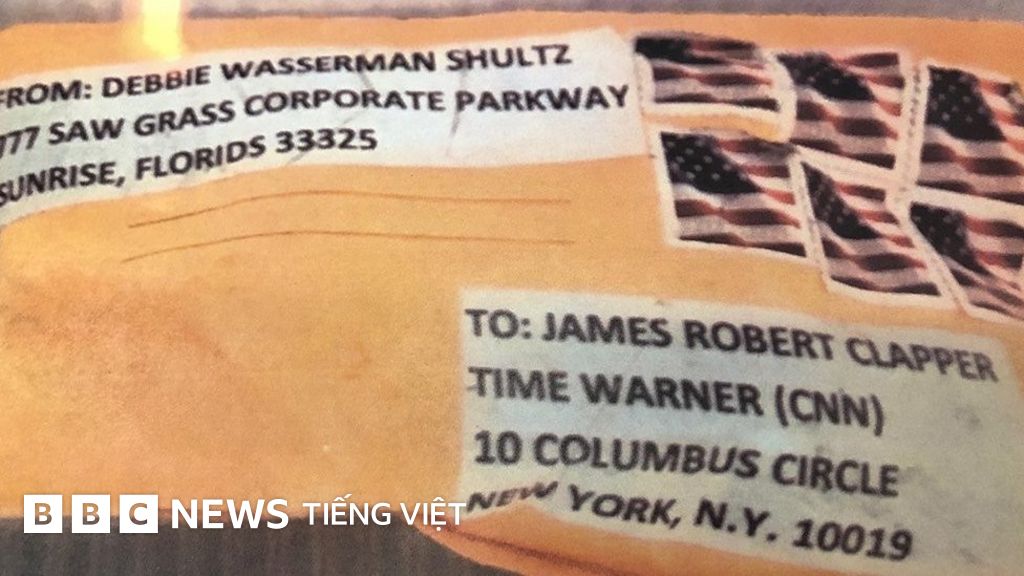 FROM: DEBBIE WASSERMAN SHULTZ
777 SAW GRASS CORPORATE PARKWAY
SUNRISE, FLORIDS 33325
TO: JAMES ROBERT CLAPPER
TIME WARNER (CNN)
10 COLUMBUS CIRCLE
NEW YORK, N.Y. 10019
BBC NEWS TIẾNG VIỆT